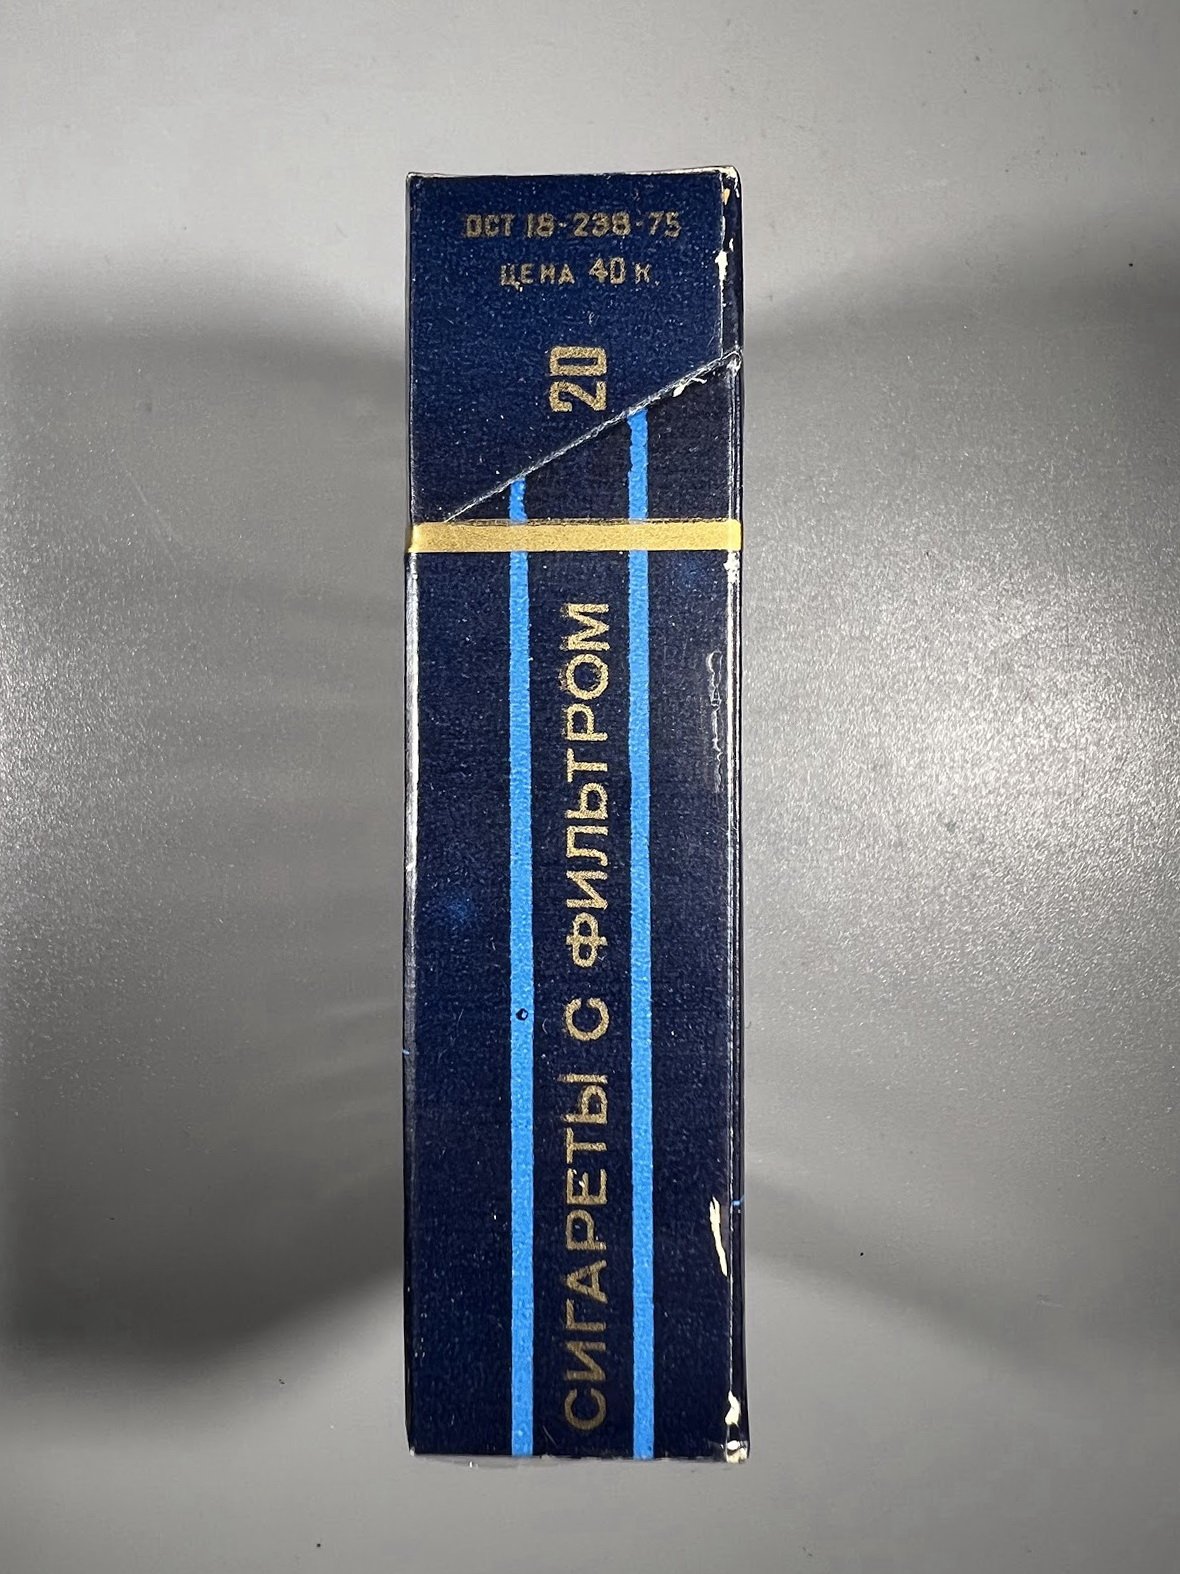 ОСТ 18-238-75
ЦЕНА 40 К.
20
СИГАРЕТЫ С ФИЛЬТРОМ